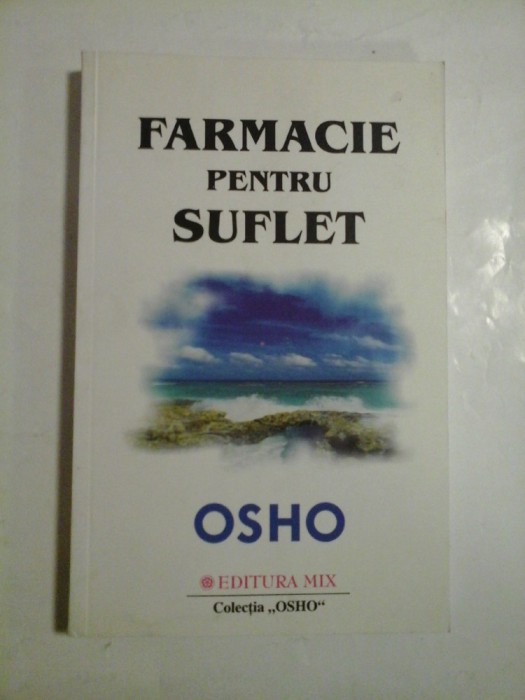 FARMACIE
PENTRU
SUFLET
OSHO
EDITURA MIX
Colecția „OSHO“